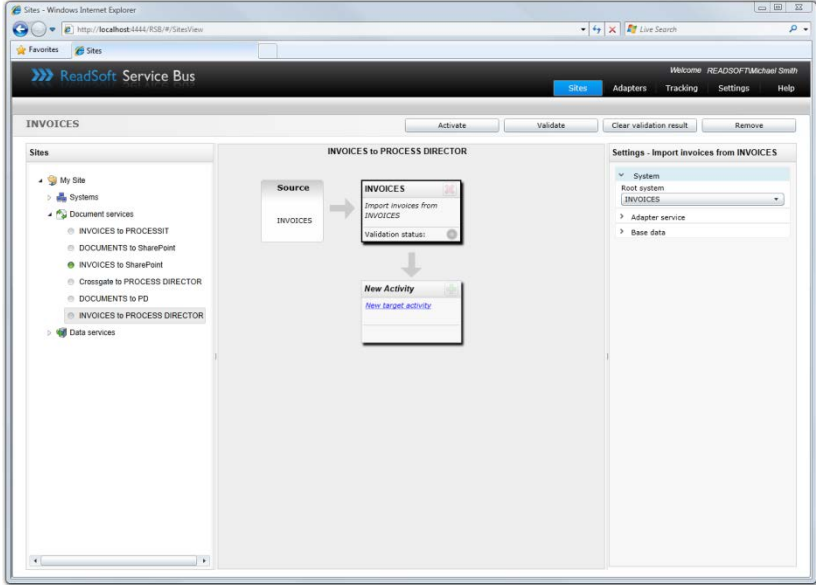 Sites - Windows Internet Explorer
http://localhost:4444/RSB/#/SitesView
Live Search
Favorites
Sites
ReadSoft Service Bus
Welcome READSOFT\Michael Smith
Sites Adapters Tracking Settings Help
INVOICES
Activate Validate Clear validation result Remove
Sites
My Site
Systems
Document services
INVOICES to PROCESSIT
DOCUMENTS to SharePoint
INVOICES to SharePoint
Crossgate to PROCESS DIRECTOR
DOCUMENTS to PD
INVOICES to PROCESS DIRECTOR
Data services
INVOICES to PROCESS DIRECTOR
Source
INVOICES
INVOICES
Import invoices from
INVOICES
Validation status:
New Activity
New target activity
Settings - Import invoices from INVOICES
System
Root system
INVOICES
Adapter service
Base data